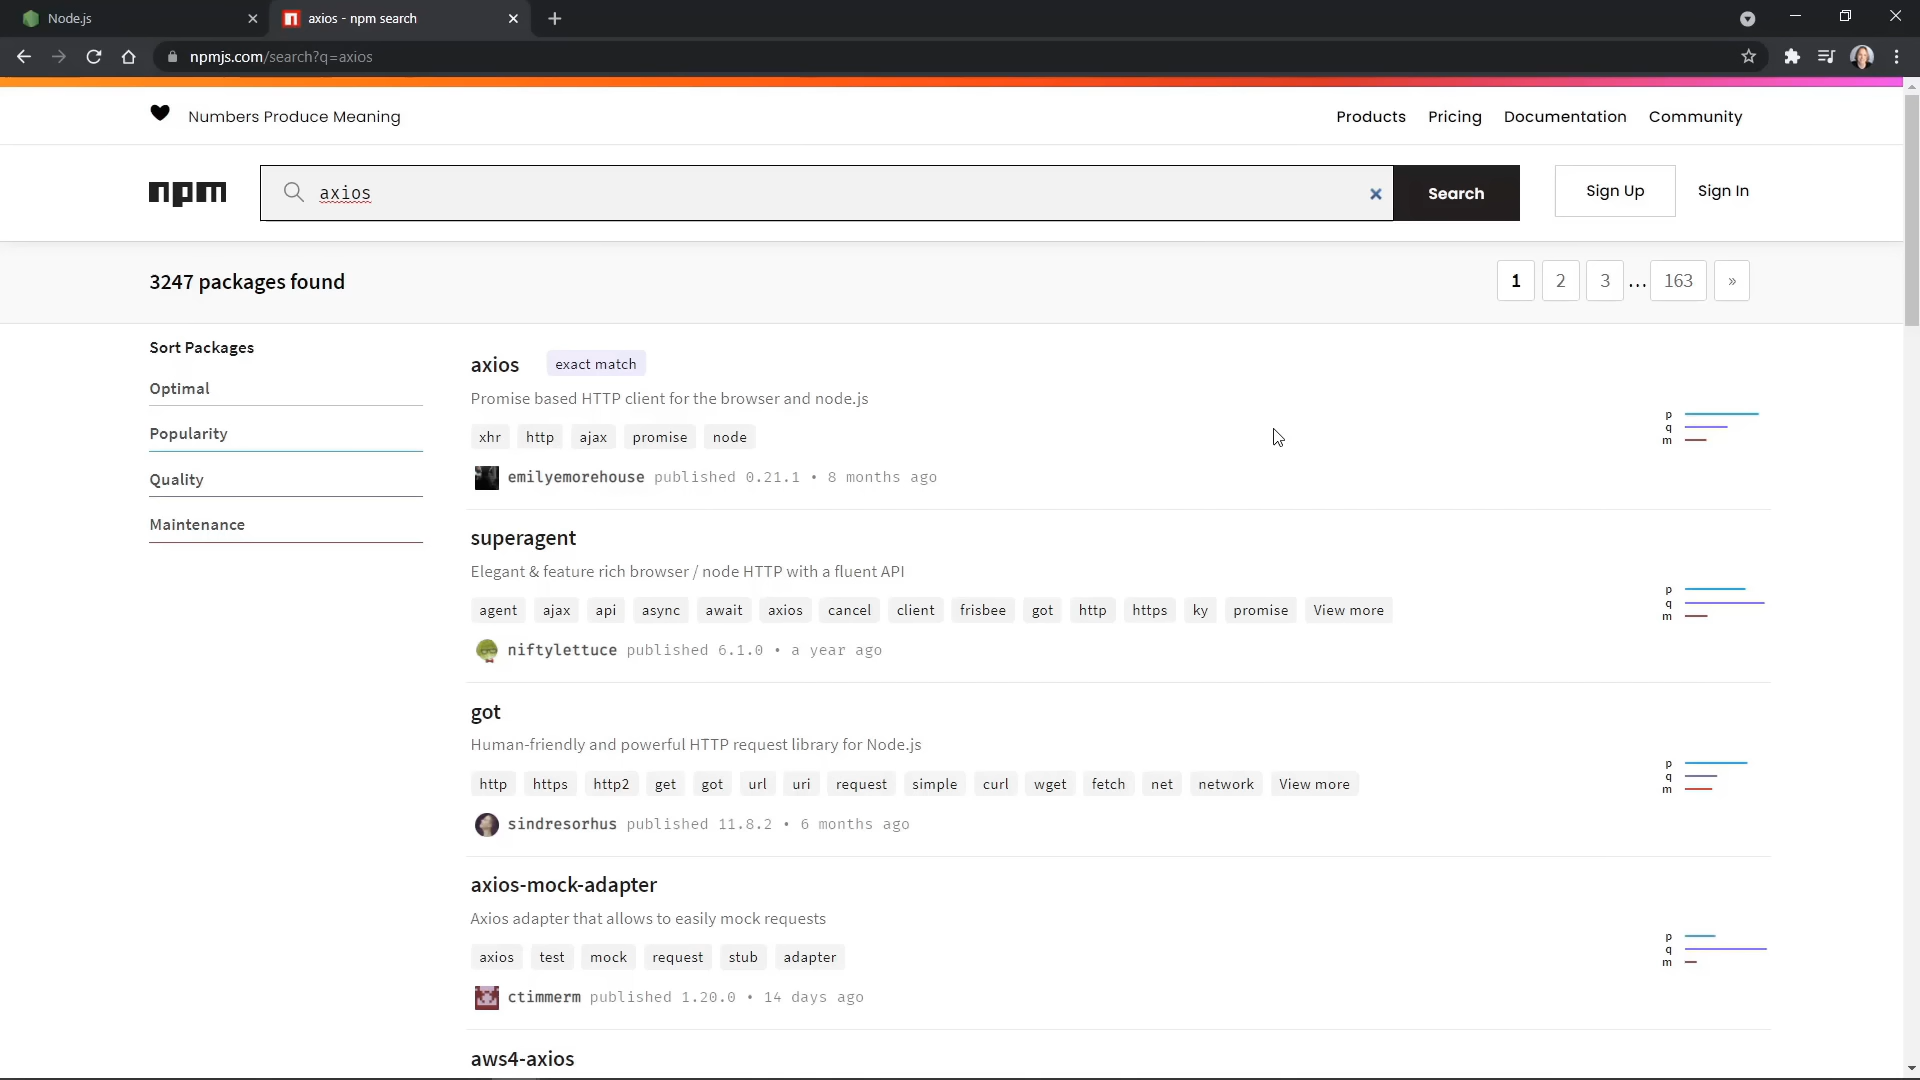 Node.js
axios - npm search
npmjs.com/search?q=axios
Numbers Produce Meaning
Products Pricing Documentation Community
npm
axios
Search
Sign Up
Sign In
3247 packages found
1 2 3 ... 163 »
Sort Packages
Optimal
Popularity
Quality
Maintenance
axios exact match
Promise based HTTP client for the browser and node.js
xhr http ajax promise node
emilyemorehouse published 0.21.1 • 8 months ago
p
q
m
superagent
Elegant & feature rich browser / node HTTP with a fluent API
agent ajax api async await axios cancel client frisbee got http https ky promise View more
niftylettuce published 6.1.0 • a year ago
p
q
m
got
Human-friendly and powerful HTTP request library for Node.js
http https http2 get got url uri request simple curl wget fetch net network View more
sindresorhus published 11.8.2 • 6 months ago
p
q
m
axios-mock-adapter
Axios adapter that allows to easily mock requests
axios test mock request stub adapter
ctimmerm published 1.20.0 • 14 days ago
p
q
m
aws4-axios